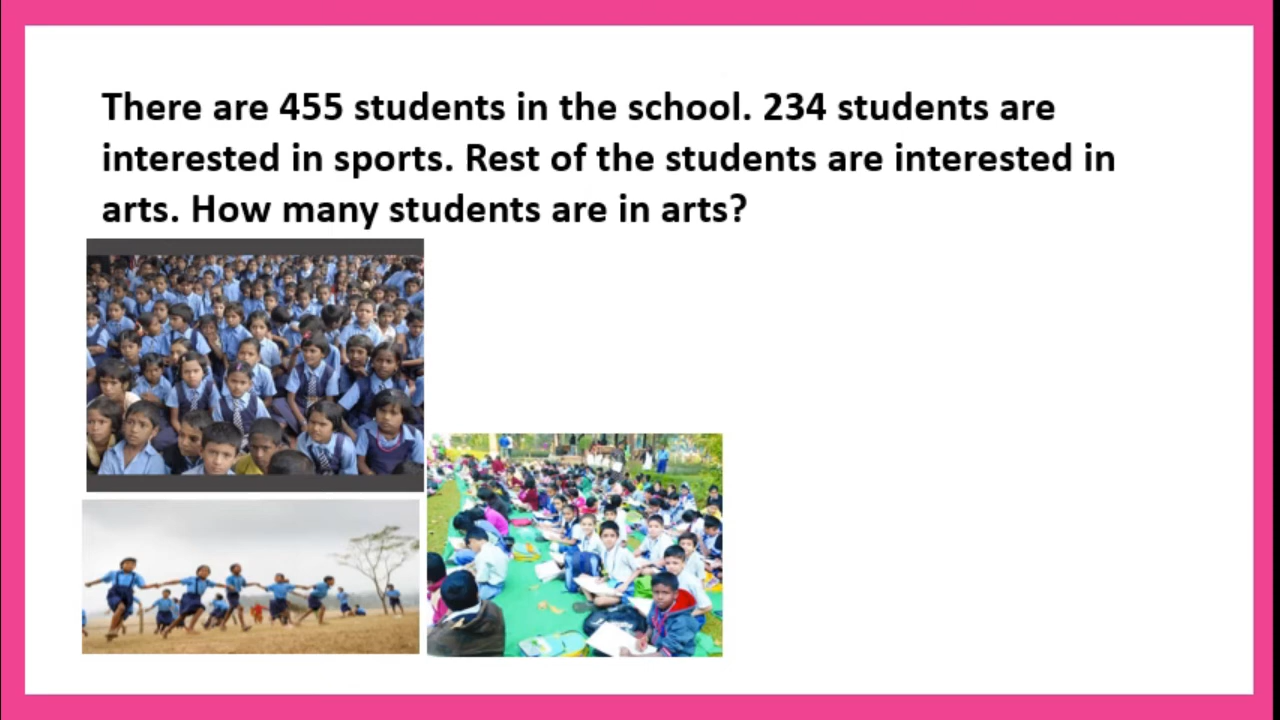 There are 455 students in the school. 234 students are
interested in sports. Rest of the students are interested in
arts. How many students are in arts?